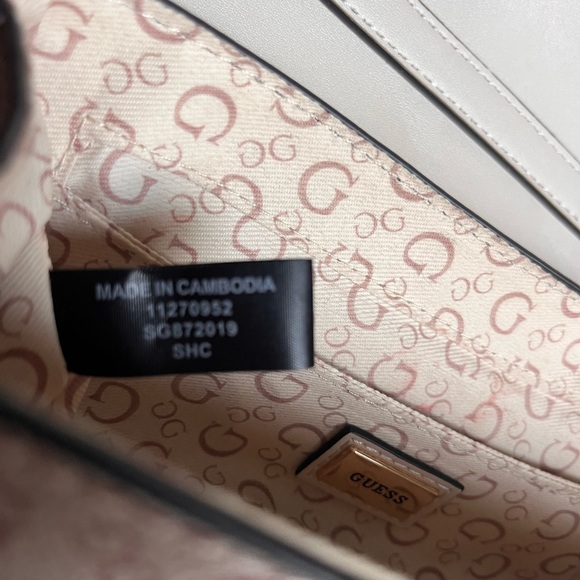 MADE IN CAMBODIA
11270952
SG872019
SHC
GUESS